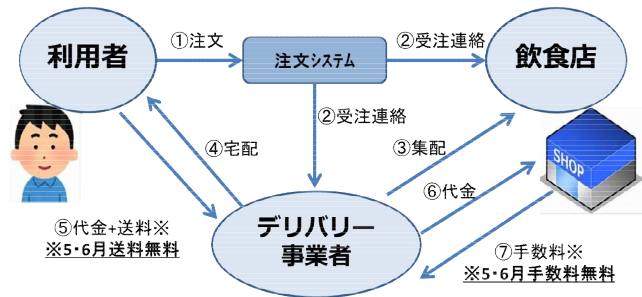 利用者
①注文
注文システム
②受注連絡
飲食店
②受注連絡
④宅配
③集配
⑥代金
SHOP
⑤代金+送料※
※5・6月送料無料
デリバリー
事業者
⑦手数料※
※5・6月手数料無料